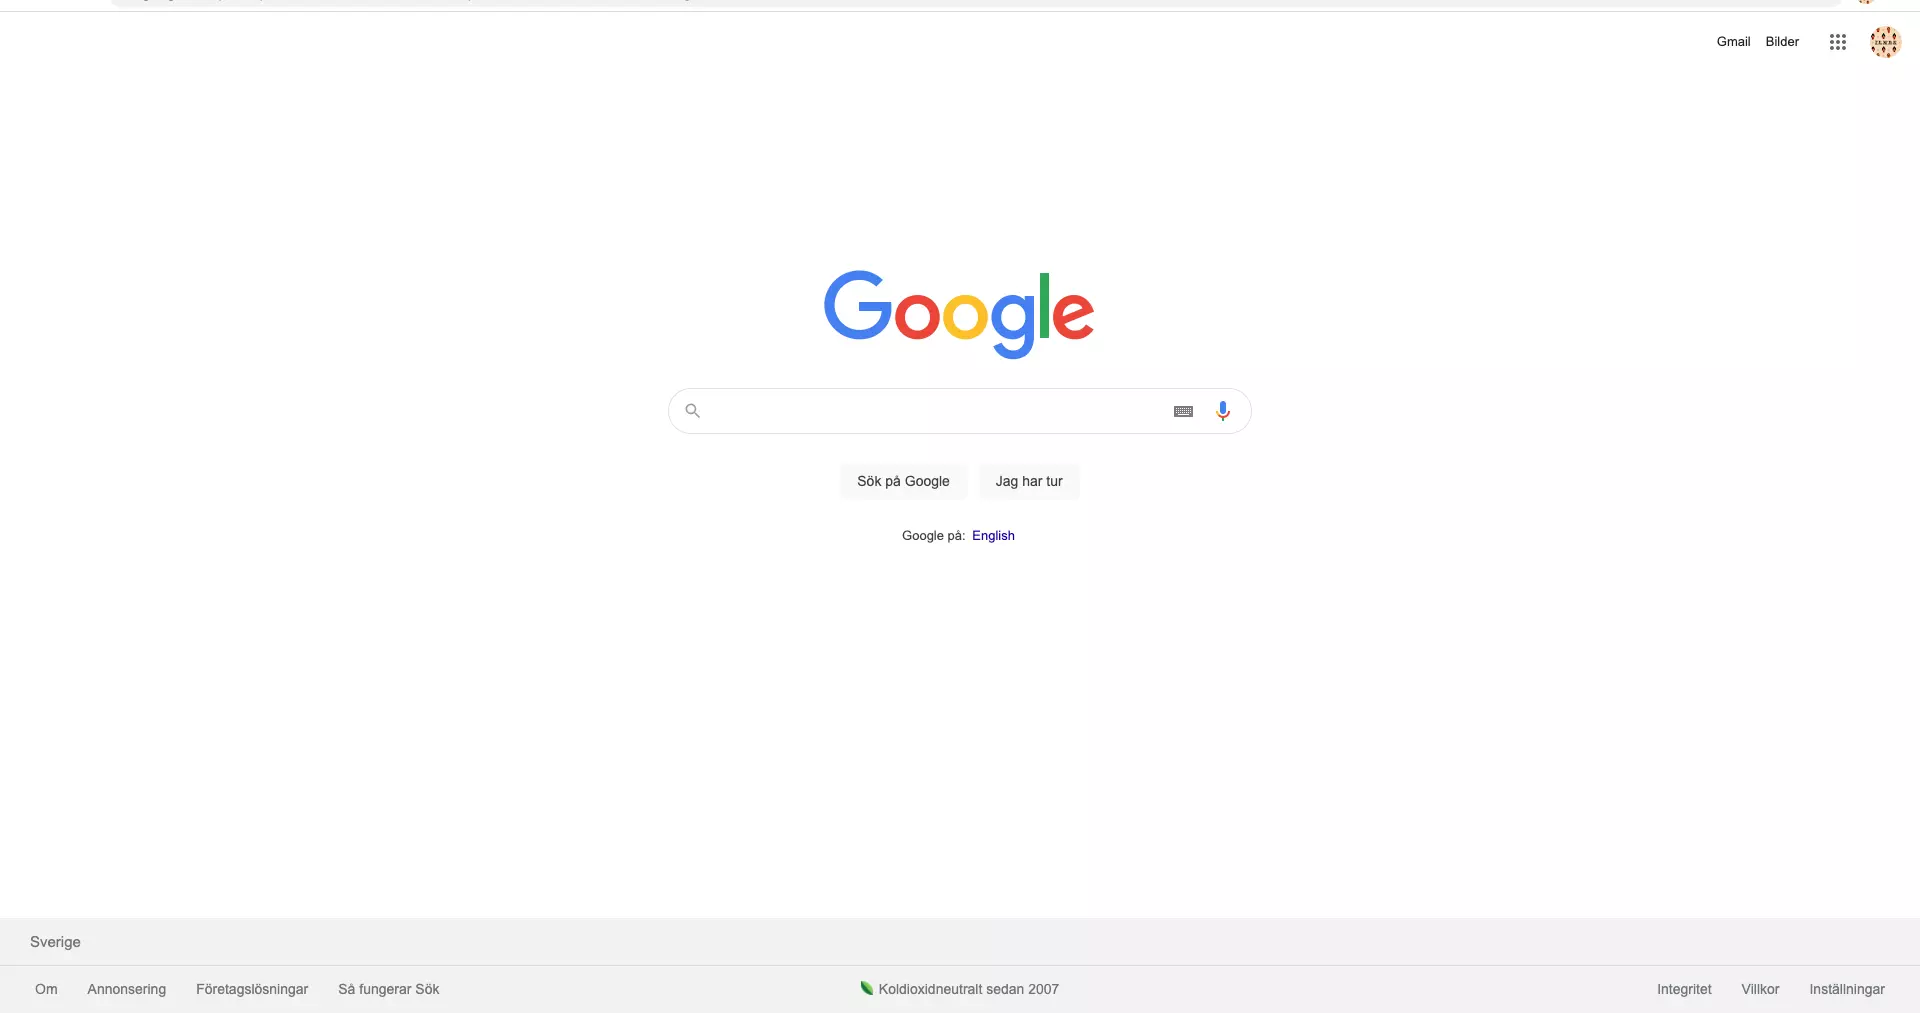 Gmail Bilder
Google
Sök på Google Jag har tur
Google på: English
Sverige
Om Annonsering Företagslösningar Så fungerar Sök Koldioxidneutralt sedan 2007 Integritet Villkor Inställningar